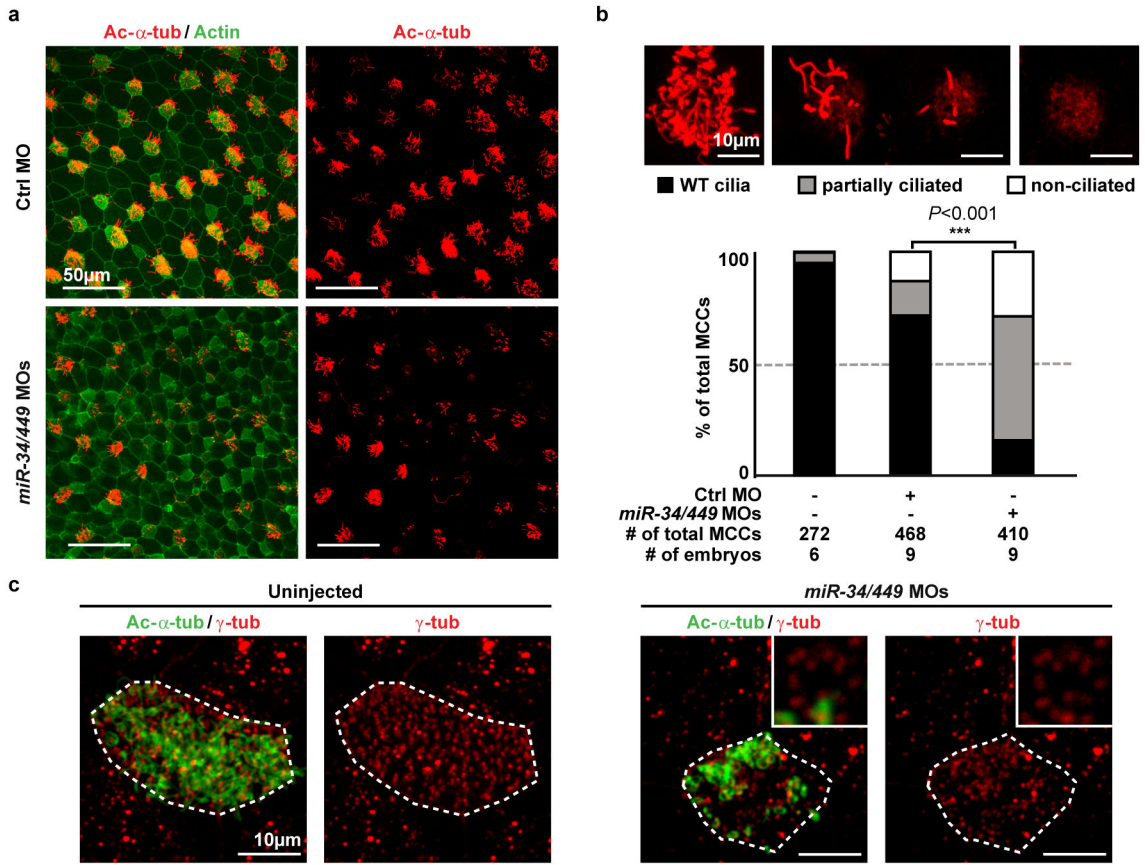 a
Ac-α-tub/Actin
Ac-α-tub
Ctrl MO
50µm
miR-34/449 MOs
b
10µm
WT cilia
partially ciliated
non-ciliated
P<0.001
***
% of total MCCs
100
50
0
Ctrl MO - + -
miR-34/449 MOs - - +
# of total MCCs 272 468 410
# of embryos 6 9 9
c
Uninjected
Ac-α-tub/γ-tub
γ-tub
10µm
miR-34/449 MOs
Ac-α-tub/γ-tub
γ-tub